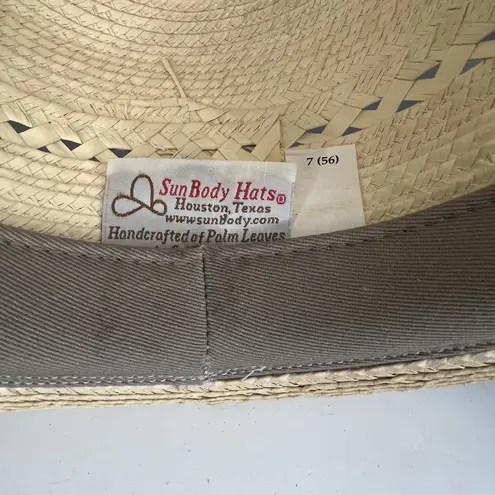 SunBody Hats®
Houston, Texas
www.sunbody.com
Handcrafted of Palm Leaves
7 (56)